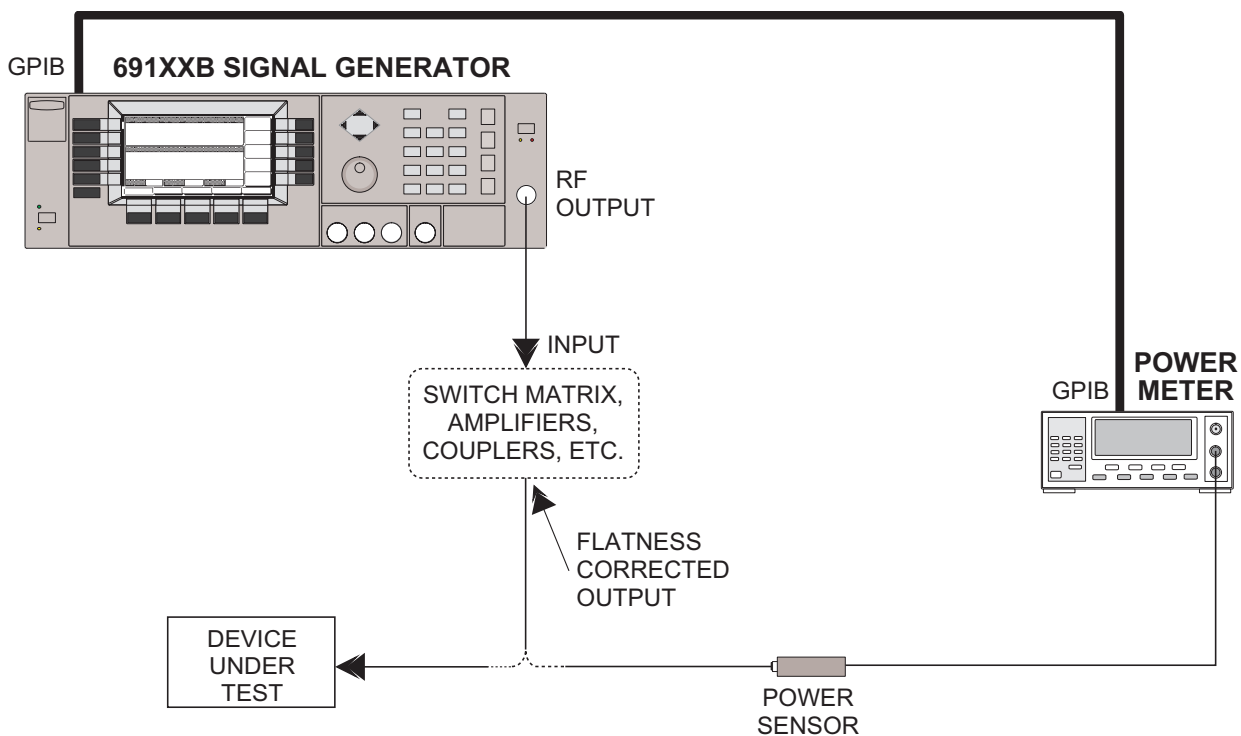 GPIB
691XXB SIGNAL GENERATOR
RF
OUTPUT
INPUT
SWITCH MATRIX,
AMPLIFIERS,
COUPLERS, ETC.
POWER
METER
GPIB
FLATNESS
CORRECTED
OUTPUT
DEVICE
UNDER
TEST
POWER
SENSOR